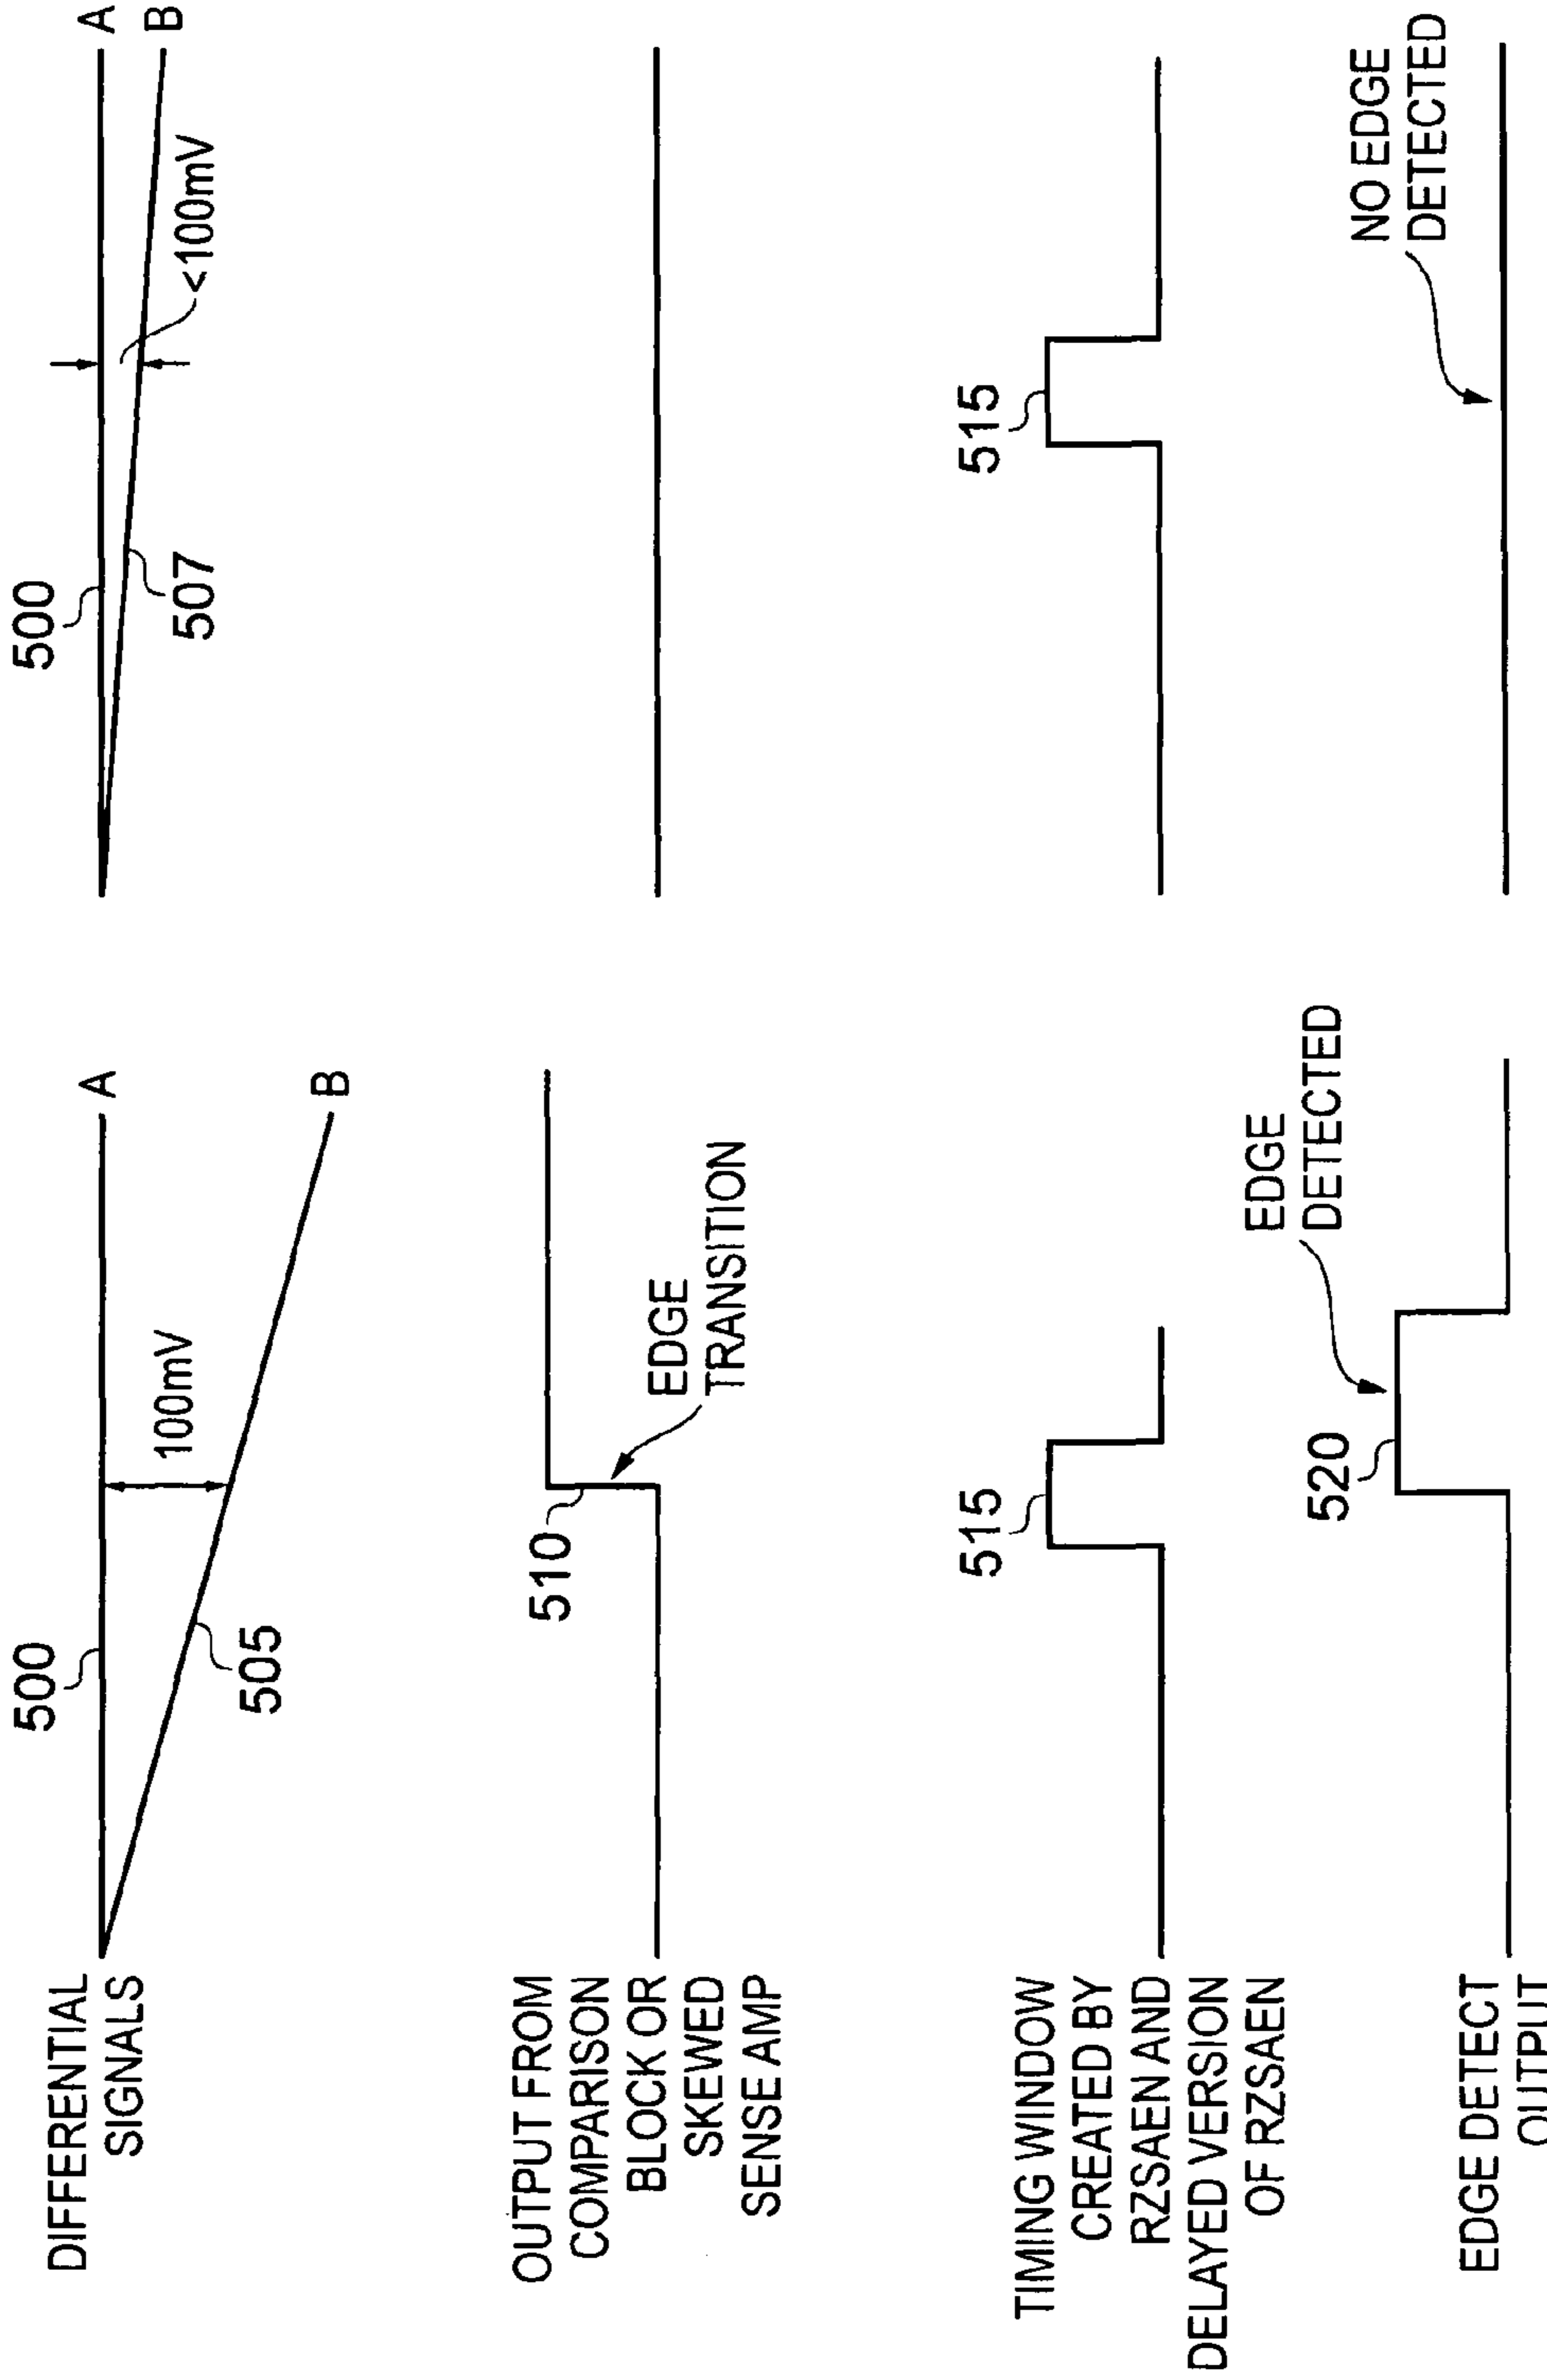 DIFFERENTIAL
SIGNALS
500
505
100mV
A
B
500
507
<100mV
A
B
OUTPUT FROM
COMPARISON
BLOCK OR
SKEWED
SENSE AMP
510
EDGE
TRANSITION
TIMING WINDOW
CREATED BY
RZSAEN AND
DELAYED VERSION
OF RZSAEN
515
515
EDGE DETECT
OUTPUT
520
EDGE
DETECTED
NO EDGE
DETECTED